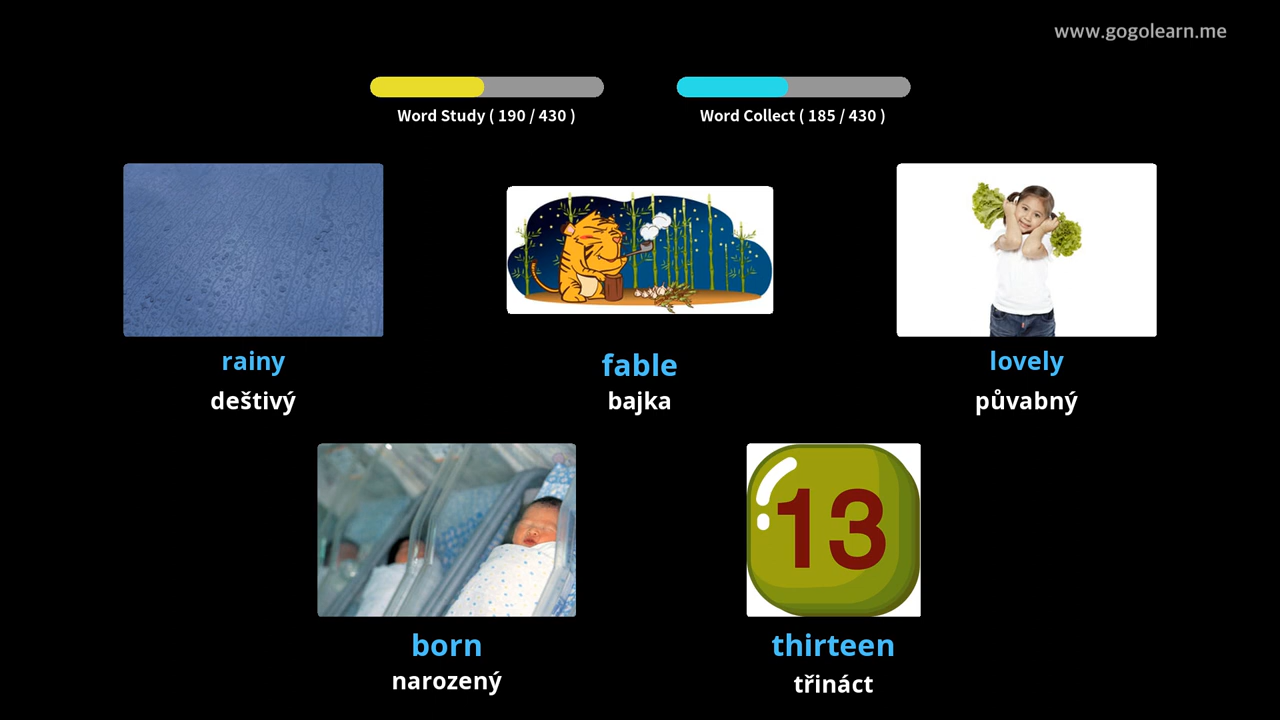 www.gogolearn.me
Word Study ( 190 / 430 )
Word Collect ( 185 / 430 )
rainy
deštivý
fable
bajka
lovely
půvabný
13
born
narozený
thirteen
třináct